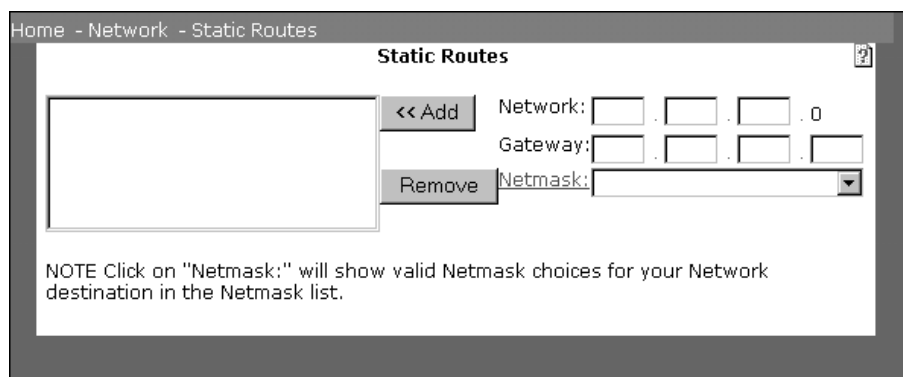 Home - Network - Static Routes
Static Routes
?
<< Add
Network: . . . 0
Gateway: . . .
Remove
Netmask:
NOTE Click on "Netmask:" will show valid Netmask choices for your Network
destination in the Netmask list.